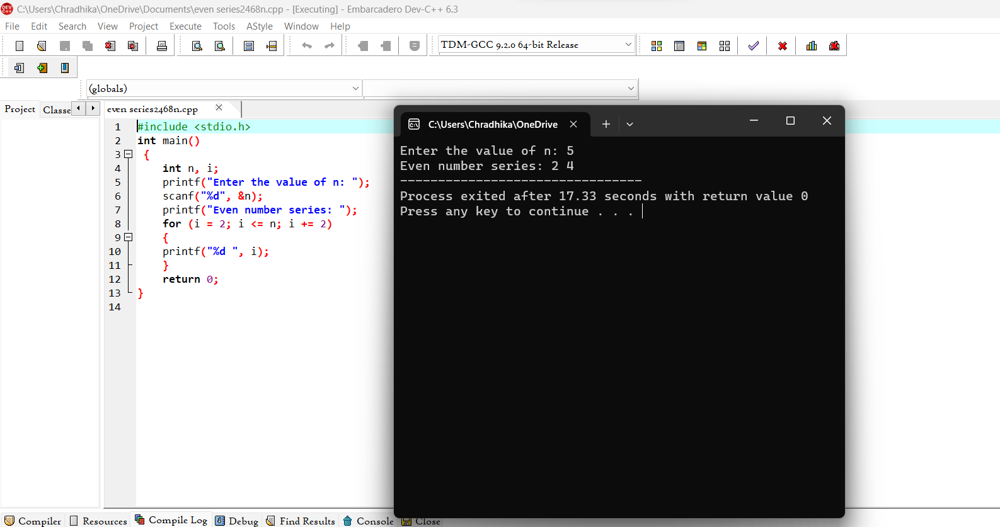 C:\Users\Chradhika\OneDrive\Documents\even series2468n.cpp - [Executing] - Embarcadero Dev-C++ 6.3
File Edit Search View Project Execute Tools AStyle Window Help
TDM-GCC 9.2.0 64-bit Release
(globals)
Project Classe even series2468n.cpp
1 #include <stdio.h>
2 int main()
3 {
4 int n, i;
5 printf("Enter the value of n: ");
6 scanf("%d", &n);
7 printf("Even number series: ");
8 for (i = 2; i <= n; i += 2)
9 {
10 printf("%d ", i);
11 }
12 return 0;
13 }
14
C:\Users\Chradhika\OneDrive
Enter the value of n: 5
Even number series: 2 4
--------------------------------
Process exited after 17.33 seconds with return value 0
Press any key to continue . . .
Compiler Resources Compile Log Debug Find Results Console Close